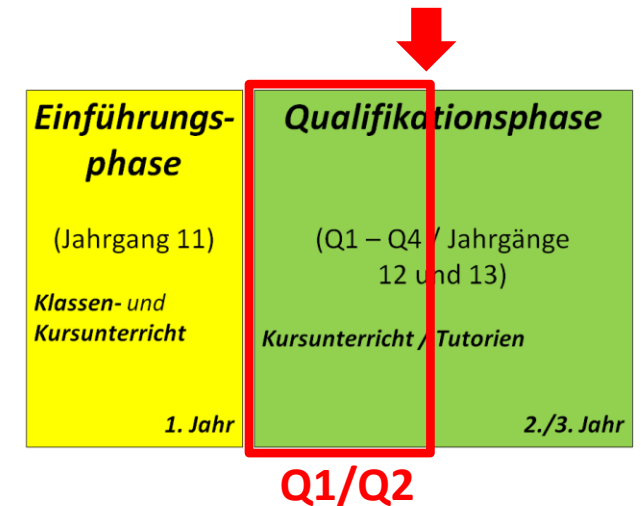 Einführungs-
phase
(Jahrgang 11)
Klassen- und
Kursunterricht
1. Jahr
Qualifikationsphase
(Q1 – Q4 / Jahrgänge
12 und 13)
Kursunterricht / Tutorien
2./3. Jahr
Q1/Q2